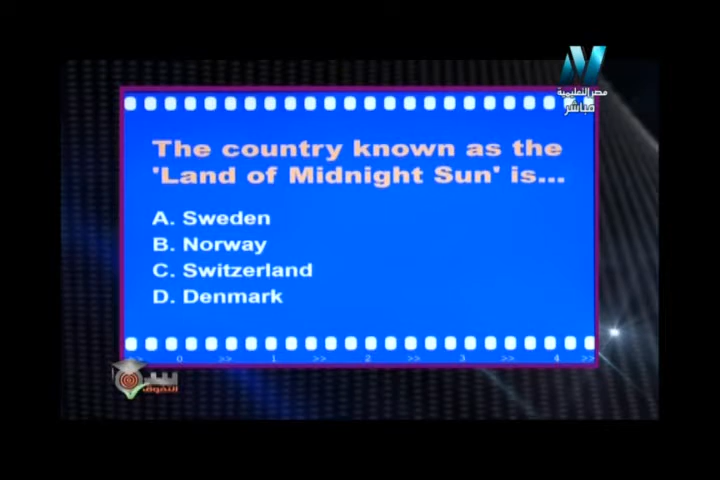 مصر التعليمية
مباشر
The country known as the
'Land of Midnight Sun' is...
A. Sweden
B. Norway
C. Switzerland
D. Denmark
>> 0 >> 1 >> 2 >> 3 >> 4 >>
التفوق